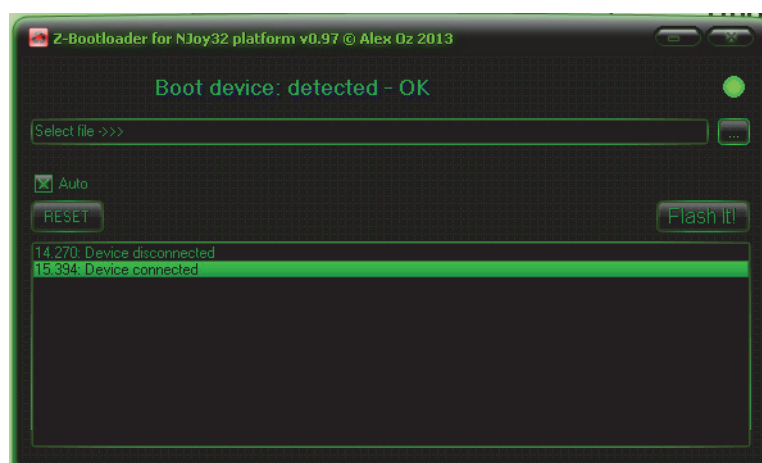 Z-Bootloader for NJoy32 platform v0.97 © Alex Oz 2013
Boot device: detected - OK
Select file ->>>
...
Auto
RESET
Flash It!
14.270: Device disconnected
15.394: Device connected